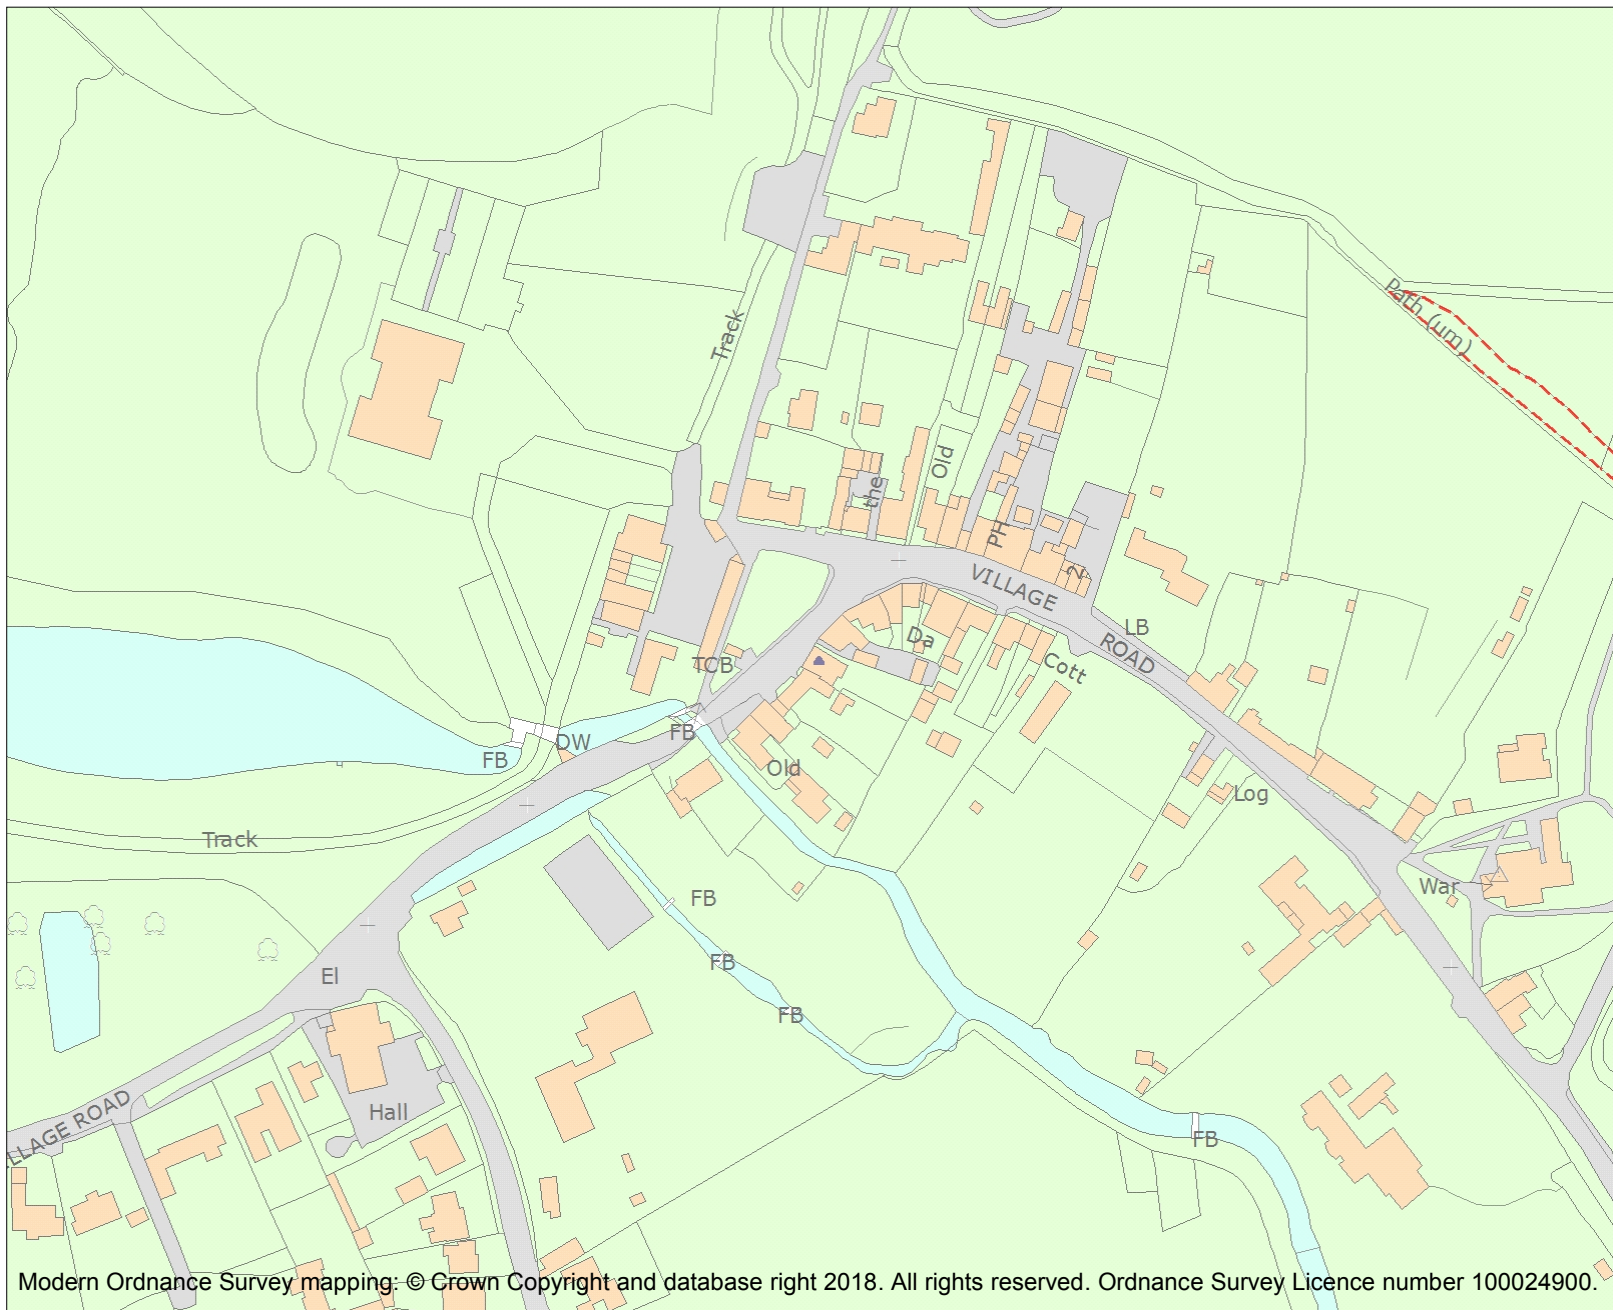 Path (um)
Track
Old
the
PH
2
VILLAGE
LB
Da
ROAD
TCB
Cott
FB
DW
FB
Old
Log
Track
War
FB
FB
El
FB
LLAGE ROAD
Hall
FB
Modern Ordnance Survey mapping: © Crown Copyright and database right 2018. All rights reserved. Ordnance Survey Licence number 100024900.